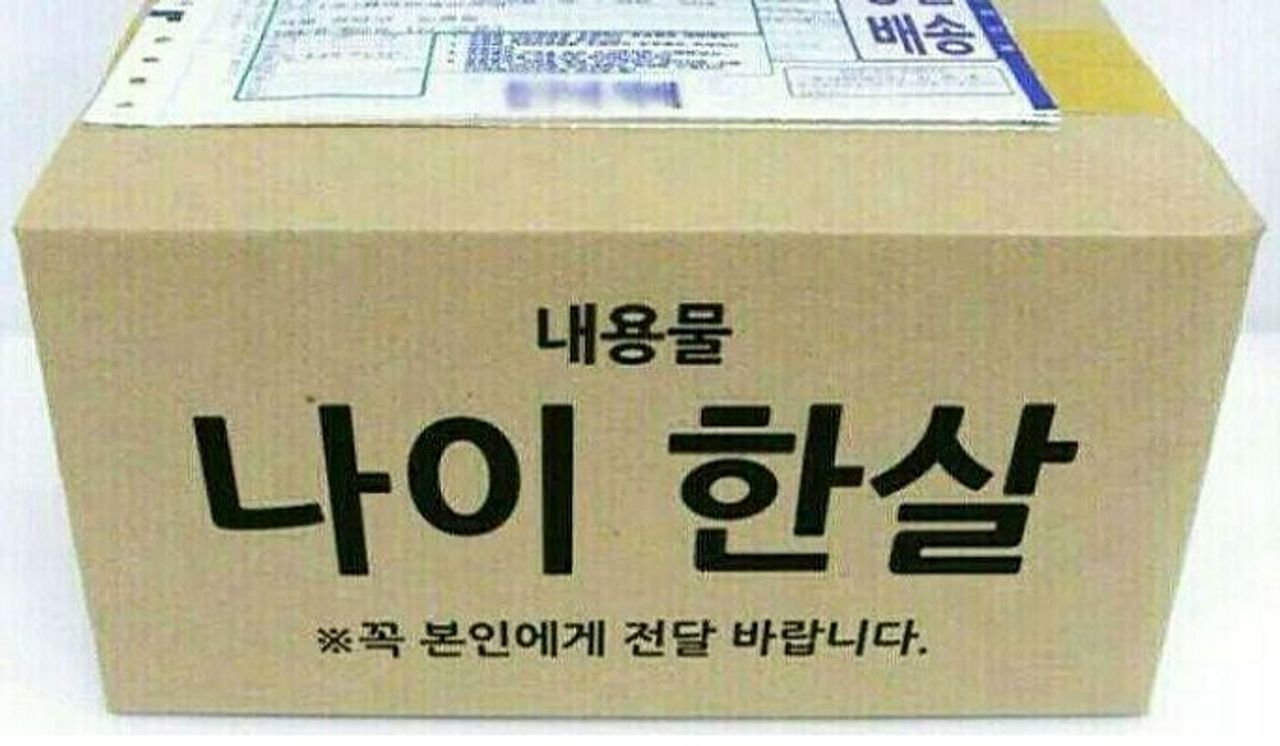 배송
내용물
나이 한살
※꼭 본인에게 전달 바랍니다.